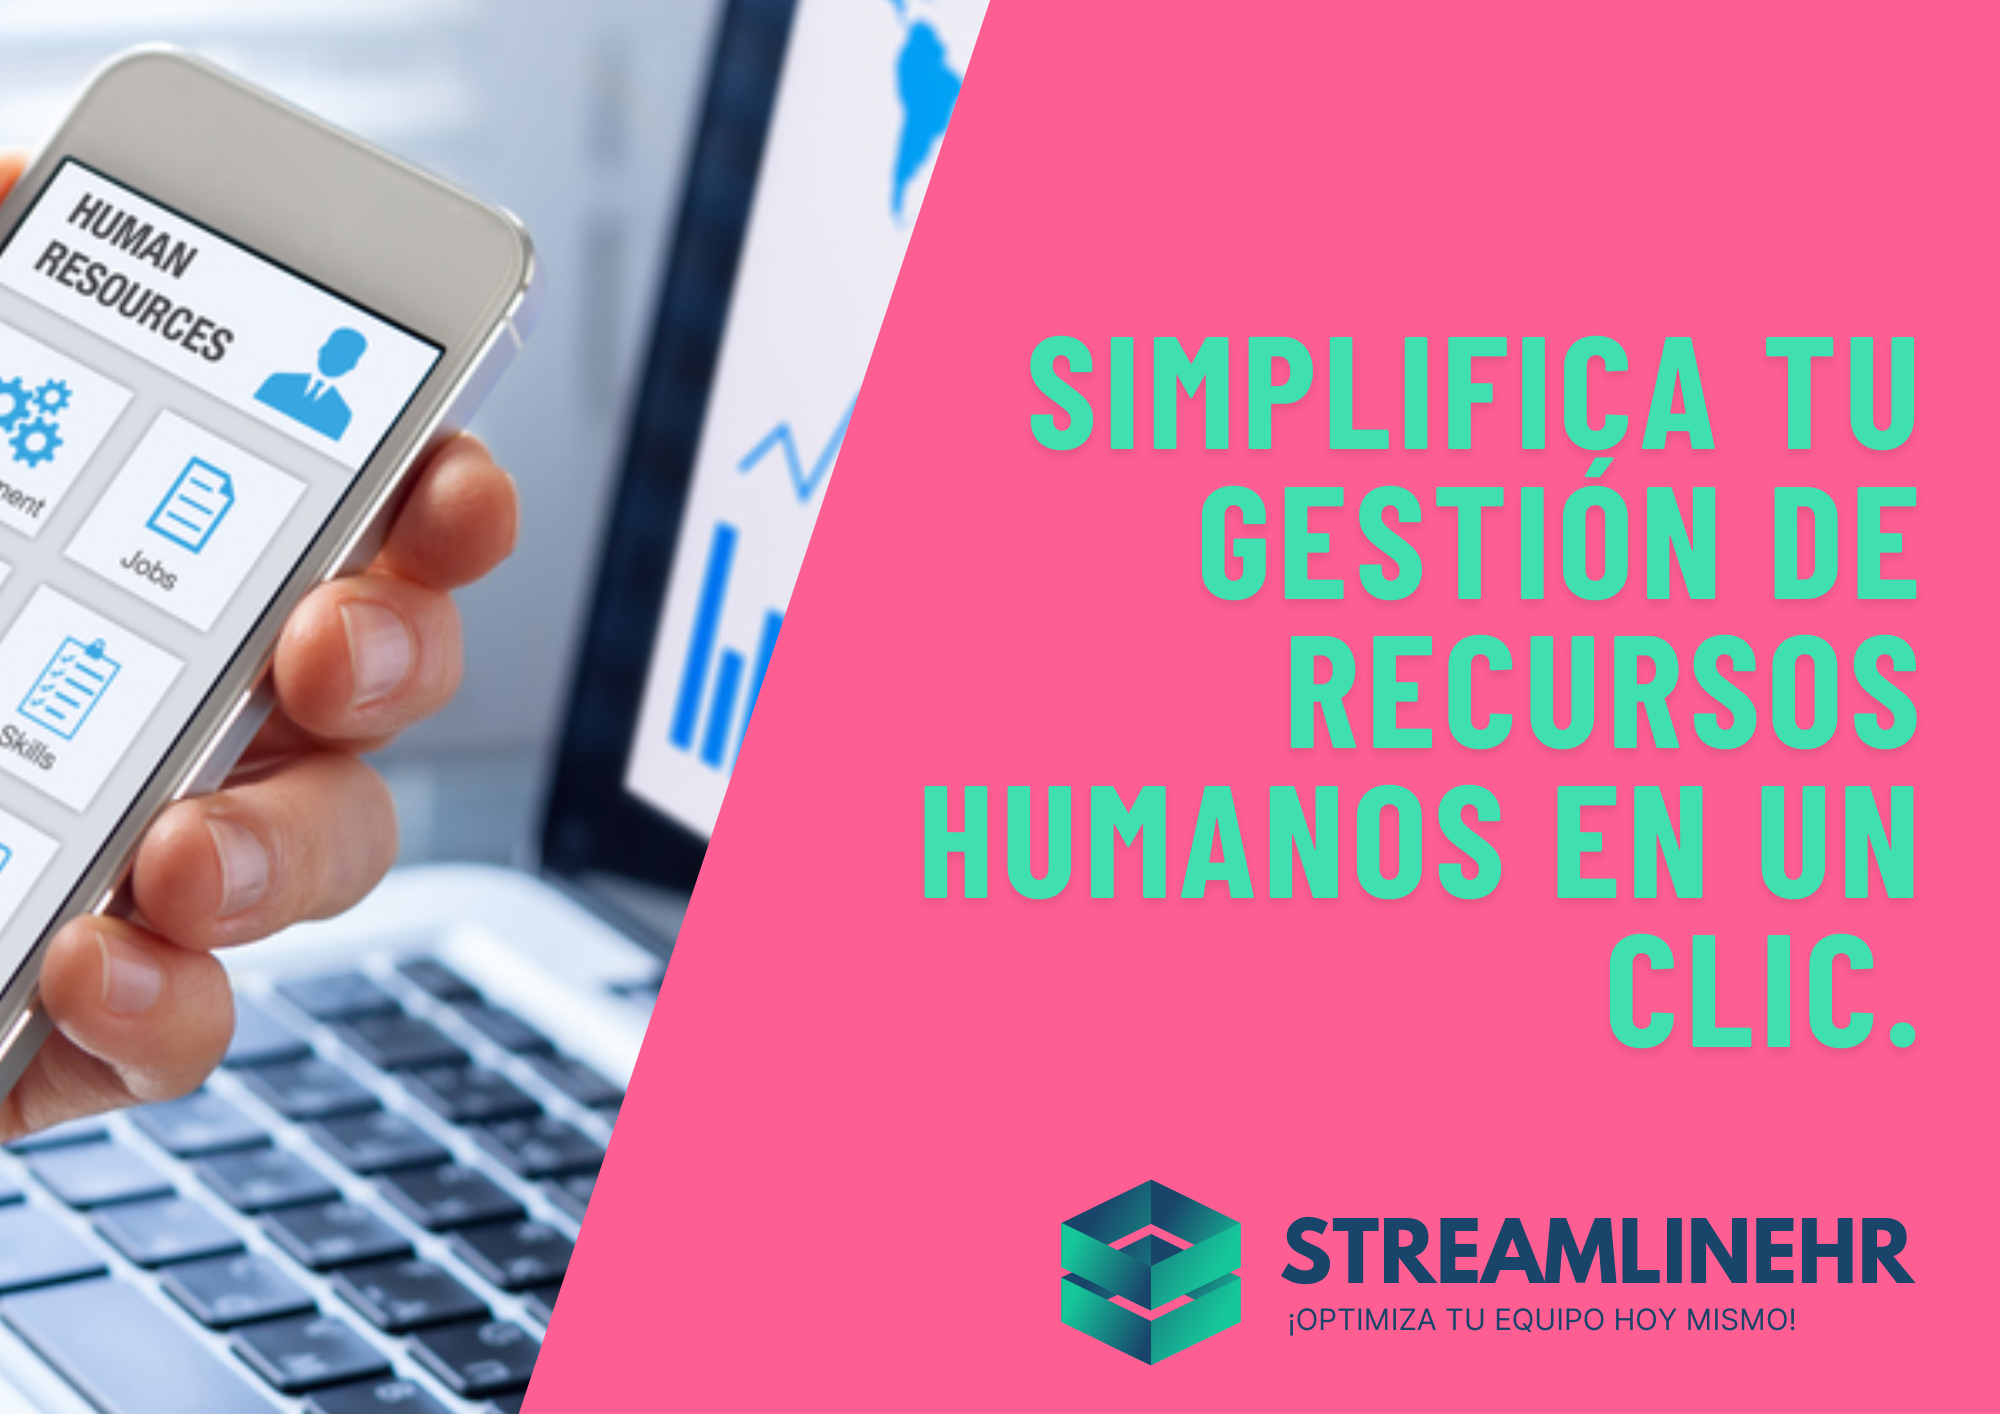 HUMAN
RESOURCES
Jobs
Skills
SIMPLIFICA TU
GESTIÓN DE
RECURSOS
HUMANOS EN UN
CLIC.
STREAMLINEHR
¡OPTIMIZA TU EQUIPO HOY MISMO!